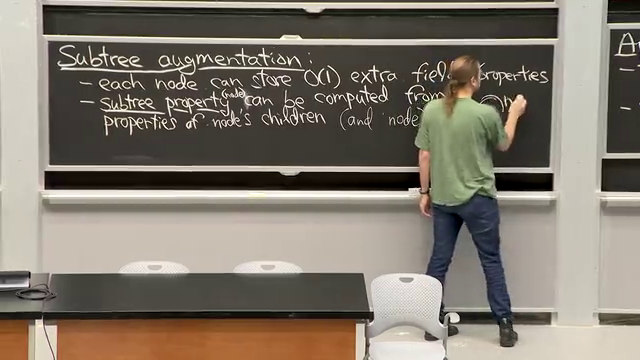 Subtree augmentation:
- each node can store O(1) extra fields properties
- subtree property (node) can be computed from
properties of node's children (and node
A